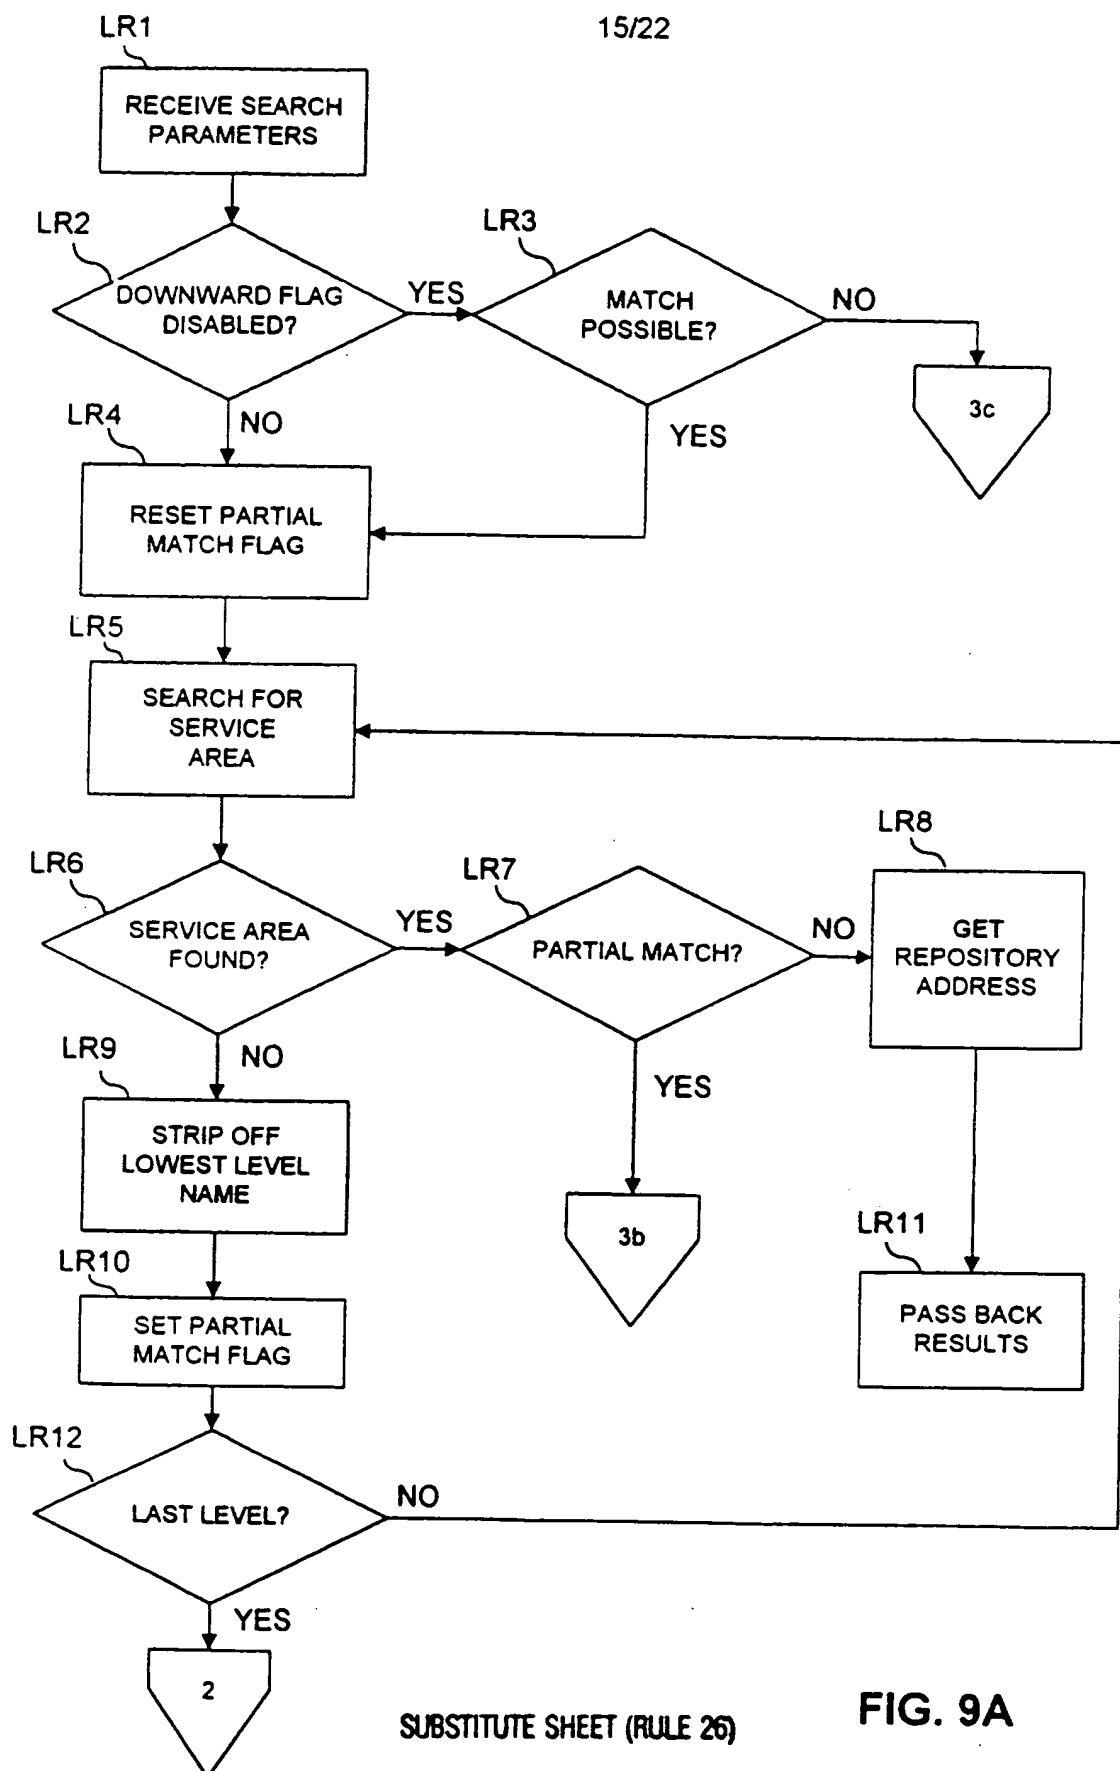 LR1
15/22
RECEIVE SEARCH
PARAMETERS
LR2
DOWNWARD FLAG
DISABLED?
YES
LR3
MATCH
POSSIBLE?
NO
3c
NO
YES
LR4
RESET PARTIAL
MATCH FLAG
LR5
SEARCH FOR
SERVICE
AREA
LR6
SERVICE AREA
FOUND?
YES
LR7
PARTIAL MATCH?
NO
LR8
GET
REPOSITORY
ADDRESS
NO
YES
LR9
STRIP OFF
LOWEST LEVEL
NAME
3b
LR11
PASS BACK
RESULTS
LR10
SET PARTIAL
MATCH FLAG
LR12
LAST LEVEL?
NO
YES
2
SUBSTITUTE SHEET (RULE 26)
FIG. 9A